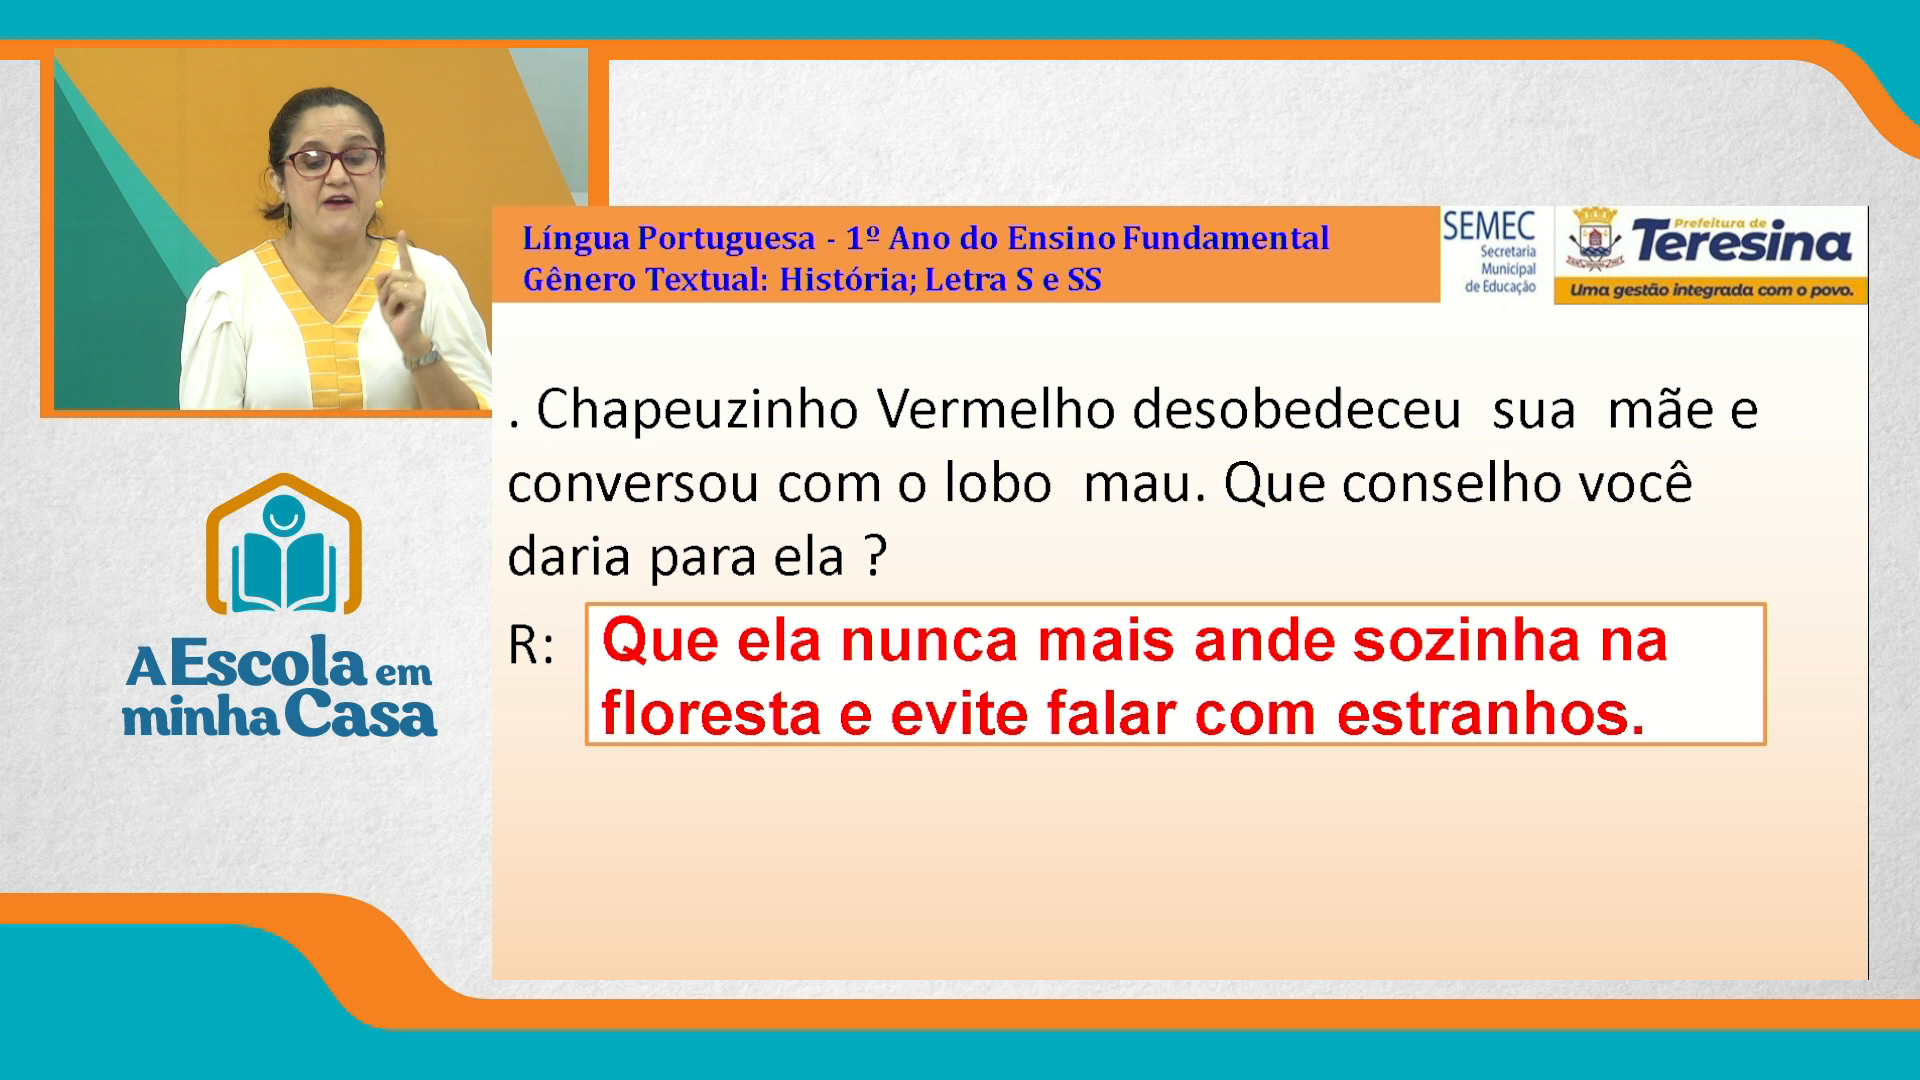 Língua Portuguesa - 1º Ano do Ensino Fundamental
Gênero Textual: História; Letra S e SS
SEMEC
Secretaria
Municipal
de Educação
Prefeitura de
Teresina
Uma gestão integrada com o povo.
. Chapeuzinho Vermelho desobedeceu sua mãe e
conversou com o lobo mau. Que conselho você
daria para ela ?
R: Que ela nunca mais ande sozinha na
floresta e evite falar com estranhos.
A Escola em
minha Casa